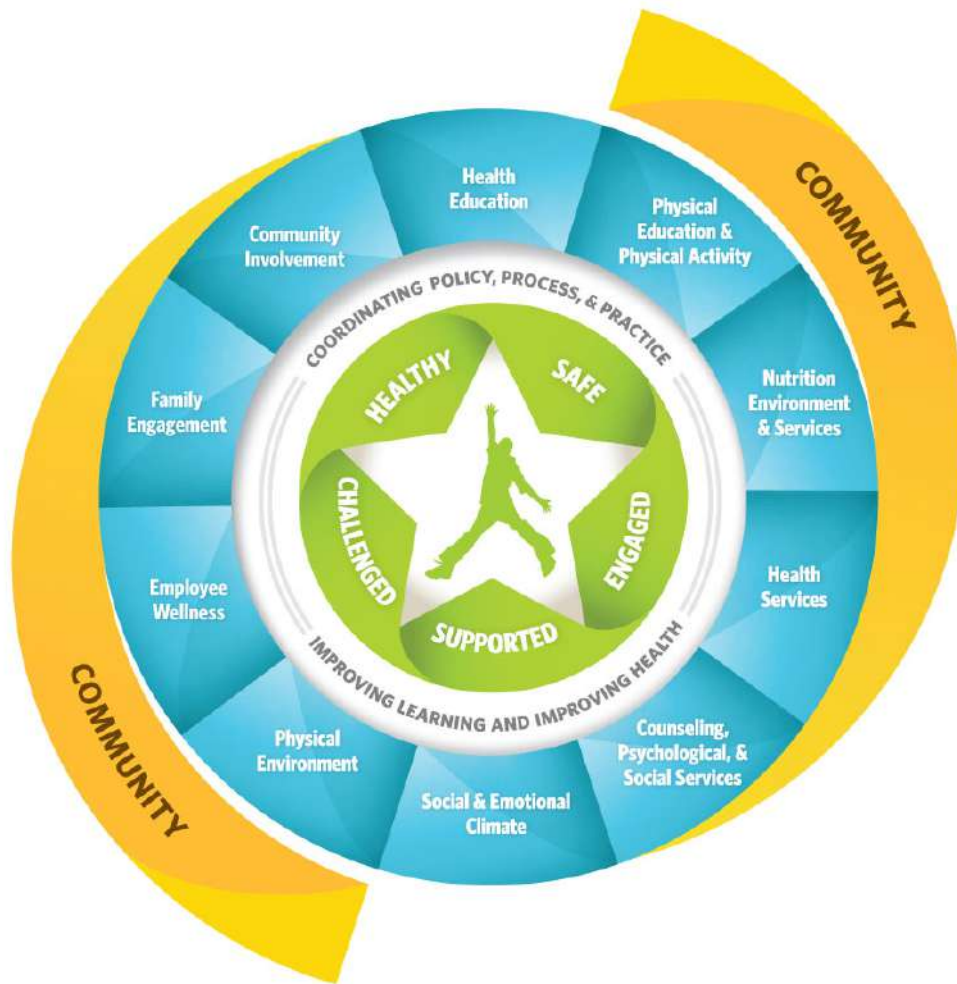 COMMUNITY
Health
Education
Physical
Education &
Physical Activity
Nutrition
Environment
& Services
Health
Services
Counseling,
Psychological, &
Social Services
Social & Emotional
Climate
Physical
Environment
Employee
Wellness
Family
Engagement
Community
Involvement
COORDINATING POLICY, PROCESS, & PRACTICE
IMPROVING LEARNING AND IMPROVING HEALTH
HEALTHY
SAFE
ENGAGED
SUPPORTED
CHALLENGED
COMMUNITY